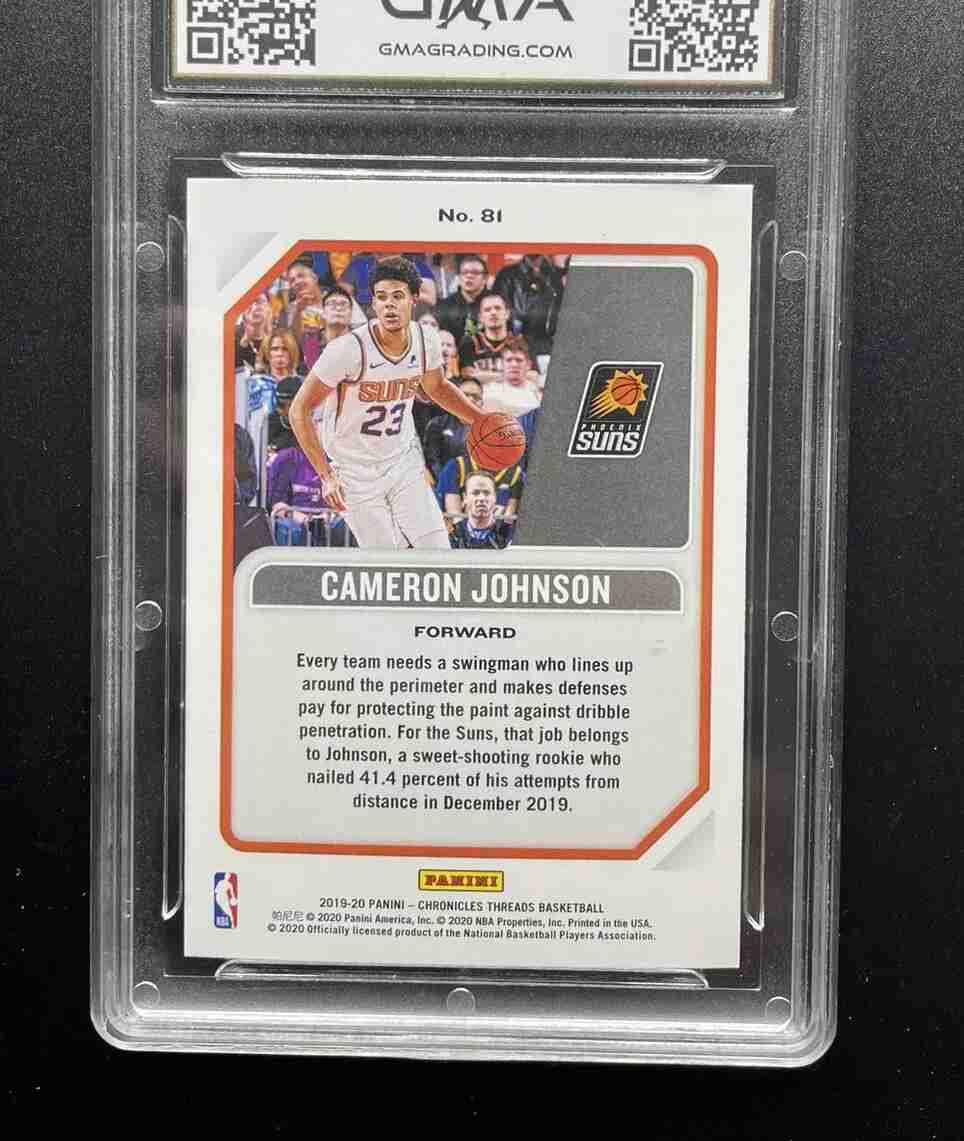 GMA
GMAGRADING.COM
No. 81
SUNS
23
PHOENIX
SUNS
CAMERON JOHNSON
FORWARD
Every team needs a swingman who lines up
around the perimeter and makes defenses
pay for protecting the paint against dribble
penetration. For the Suns, that job belongs
to Johnson, a sweet-shooting rookie who
nailed 41.4 percent of his attempts from
distance in December 2019.
PANINI
NBA
2019-20 PANINI – CHRONICLES THREADS BASKETBALL
帕尼尼 © 2020 Panini America, Inc. © 2020 NBA Properties, Inc. Printed in the USA.
© 2020 Officially licensed product of the National Basketball Players Association.